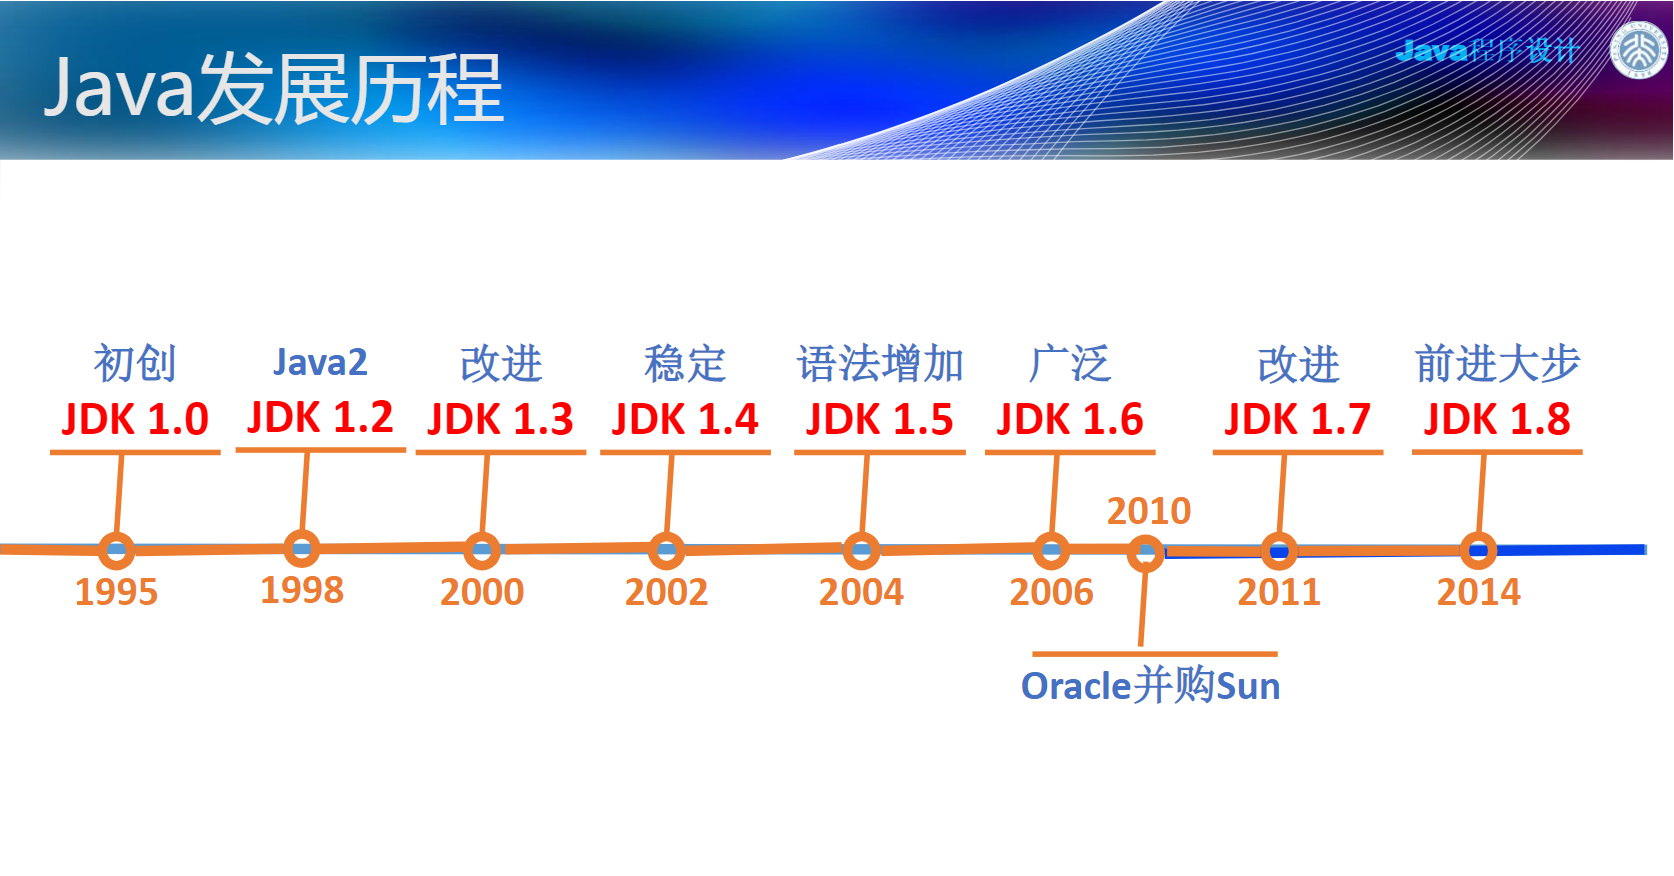 Java发展历程
Java程序设计
初创
JDK 1.0
1995
Java2
JDK 1.2
1998
改进
JDK 1.3
2000
稳定
JDK 1.4
2002
语法增加
JDK 1.5
2004
广泛
JDK 1.6
2006
2010
Oracle并购Sun
改进
JDK 1.7
2011
前进大步
JDK 1.8
2014